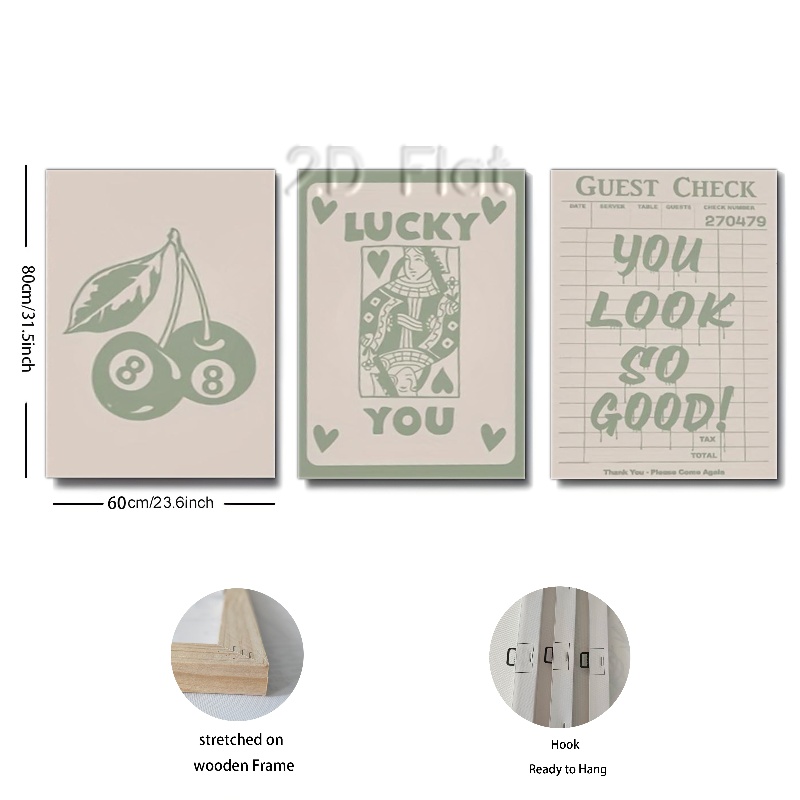 2D Flat
80cm/31.5inch
8
8
60cm/23.6inch
LUCKY
YOU
GUEST CHECK
DATE SERVER TABLE GUESTS CHECK NUMBER
270479
YOU
LOOK
SO
GOOD!
TAX
TOTAL
Thank You - Please Come Again
stretched on
wooden Frame
Hook
Ready to Hang